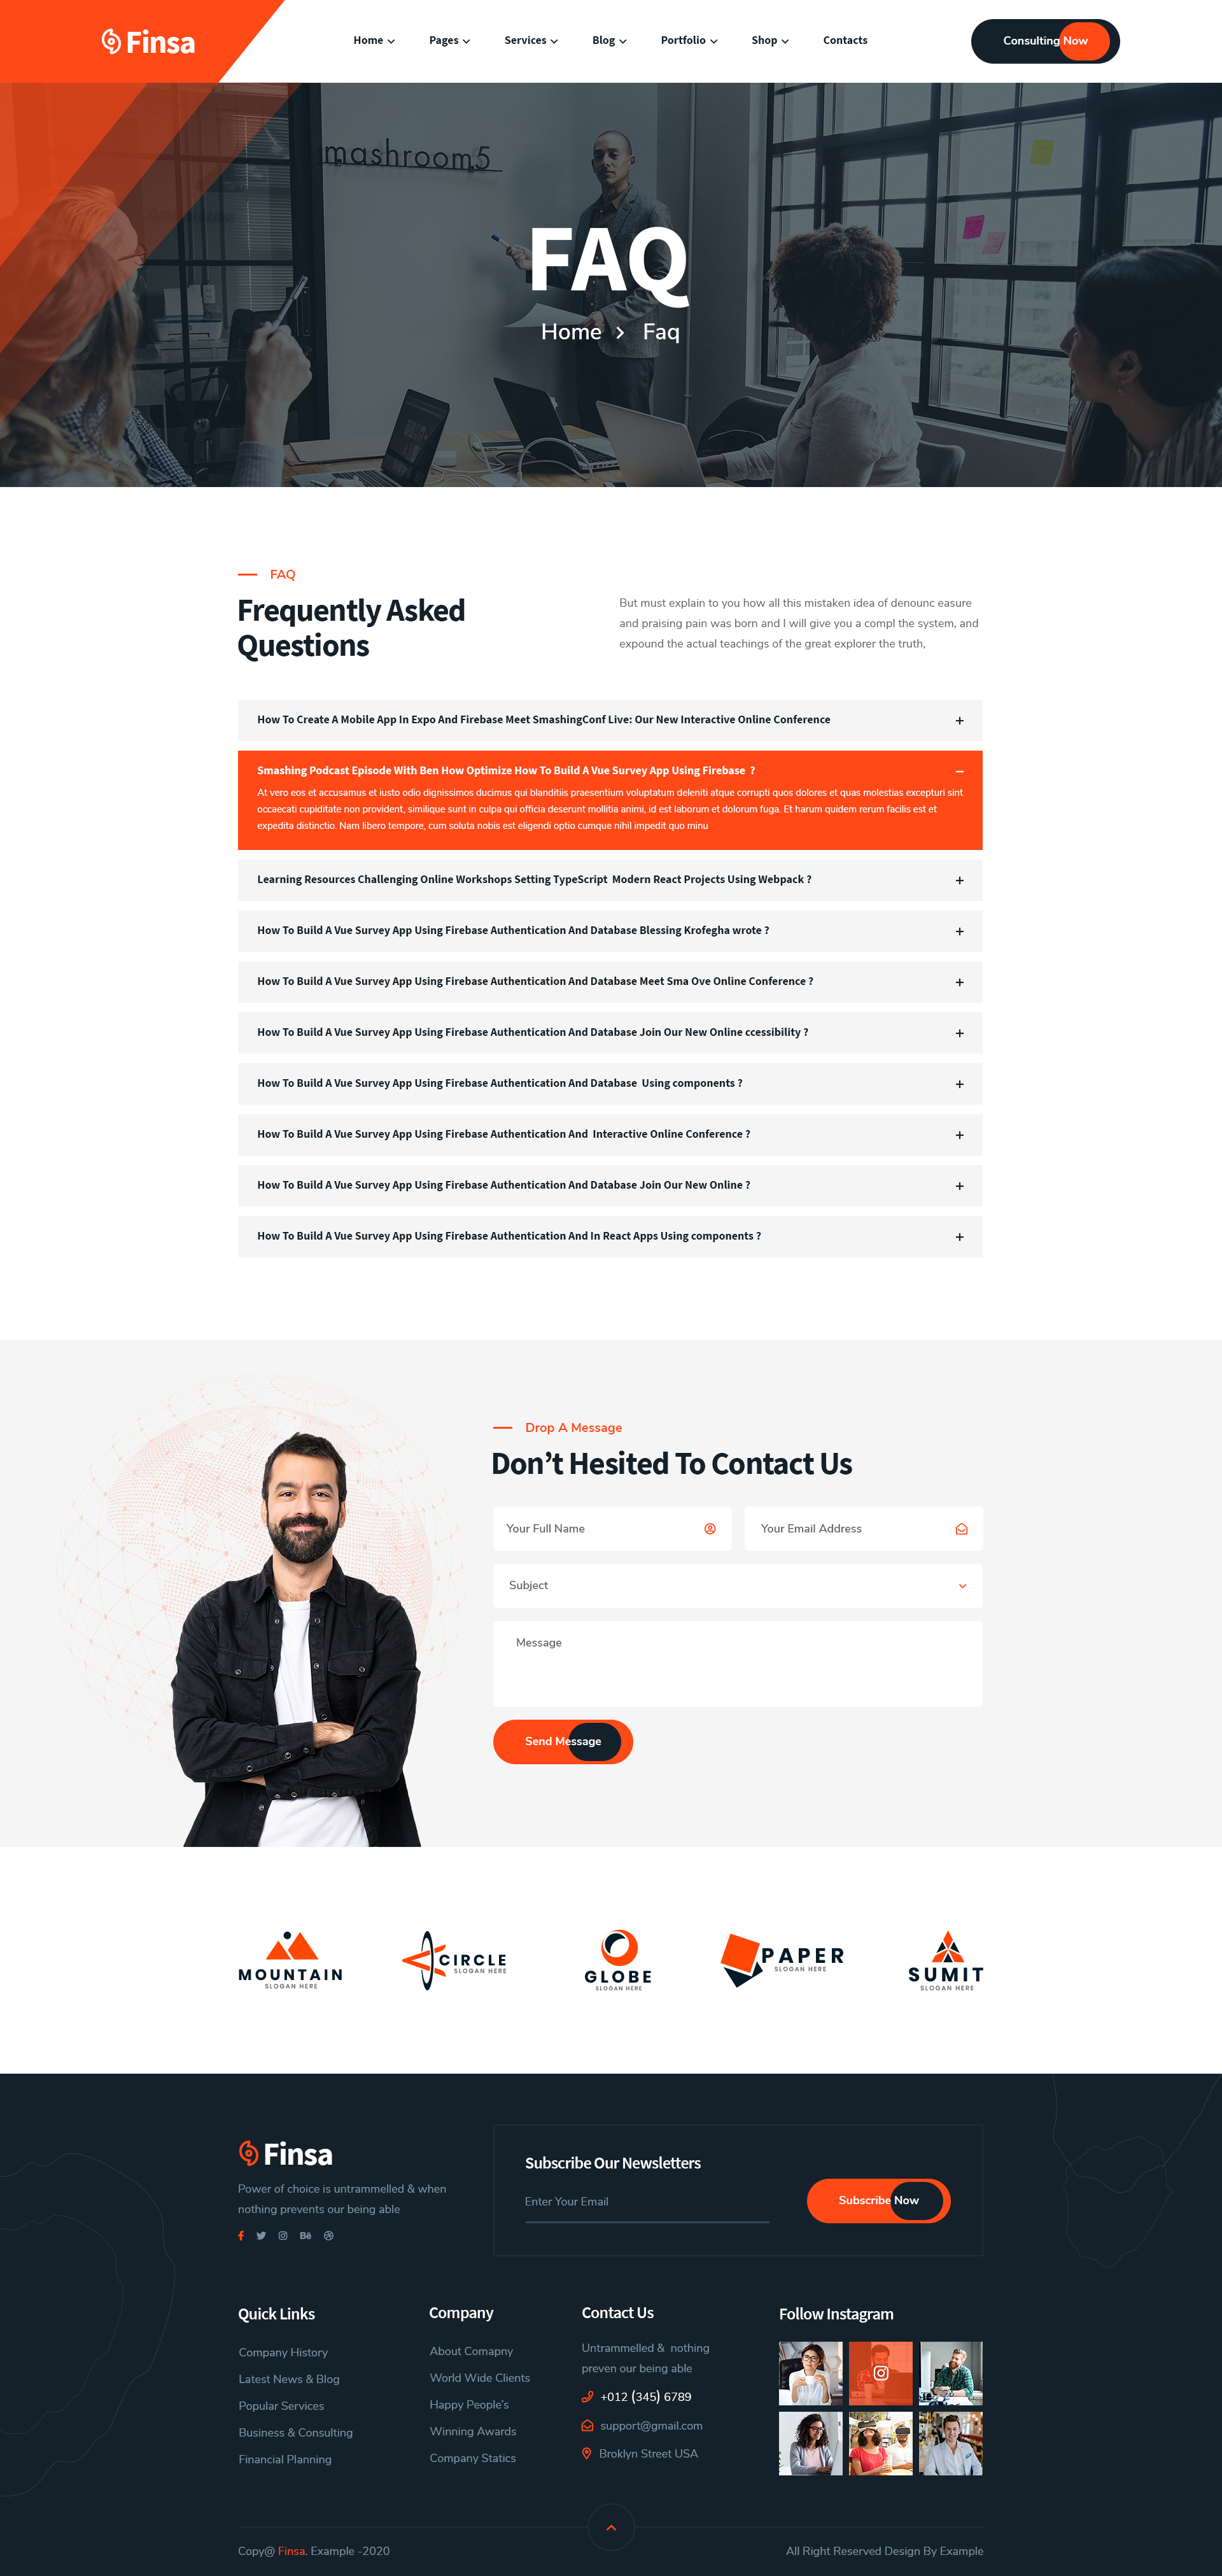 Finsa
Home
Pages
Services
Blog
Portfolio
Shop
Contacts
Consulting Now
mashroom5
FAQ
Home > Faq
FAQ
Frequently Asked
Questions
But must explain to you how all this mistaken idea of denounc easure
and praising pain was born and I will give you a compl the system, and
expound the actual teachings of the great explorer the truth,
How To Create A Mobile App In Expo And Firebase Meet SmashingConf Live: Our New Interactive Online Conference
Smashing Podcast Episode With Ben How Optimize How To Build A Vue Survey App Using Firebase ?
At vero eos et accusamus et iusto odio dignissimos ducimus qui blanditiis praesentium voluptatum deleniti atque corrupti quos dolores et quas molestias excepturi sint
occaecati cupiditate non provident, similique sunt in culpa qui officia deserunt mollitia animi, id est laborum et dolorum fuga. Et harum quidem rerum facilis est et
expedita distinctio. Nam libero tempore, cum soluta nobis est eligendi optio cumque nihil impedit quo minu
Learning Resources Challenging Online Workshops Setting TypeScript Modern React Projects Using Webpack ?
How To Build A Vue Survey App Using Firebase Authentication And Database Blessing Krofegha wrote ?
How To Build A Vue Survey App Using Firebase Authentication And Database Meet Sma Ove Online Conference ?
How To Build A Vue Survey App Using Firebase Authentication And Database Join Our New Online ccessibility ?
How To Build A Vue Survey App Using Firebase Authentication And Database Using components ?
How To Build A Vue Survey App Using Firebase Authentication And Interactive Online Conference ?
How To Build A Vue Survey App Using Firebase Authentication And Database Join Our New Online ?
How To Build A Vue Survey App Using Firebase Authentication And In React Apps Using components ?
Drop A Message
Don't Hesited To Contact Us
Your Full Name
Your Email Address
Subject
Message
Send Message
MOUNTAIN
SLOGAN HERE
CIRCLE
SLOGAN HERE
GLOBE
SLOGAN HERE
PAPER
SLOGAN HERE
SUMIT
SLOGAN HERE
Finsa
Power of choice is untrammelled & when
nothing prevents our being able
Bē
Subscribe Our Newsletters
Enter Your Email
Subscribe Now
Quick Links
Company History
Latest News & Blog
Popular Services
Business & Consulting
Financial Planning
Company
About Comapny
World Wide Clients
Happy People's
Winning Awards
Company Statics
Contact Us
Untrammelled & nothing
preven our being able
+012 (345) 6789
support@gmail.com
Broklyn Street USA
Follow Instagram
Copy@ Finsa. Example -2020
All Right Reserved Design By Example